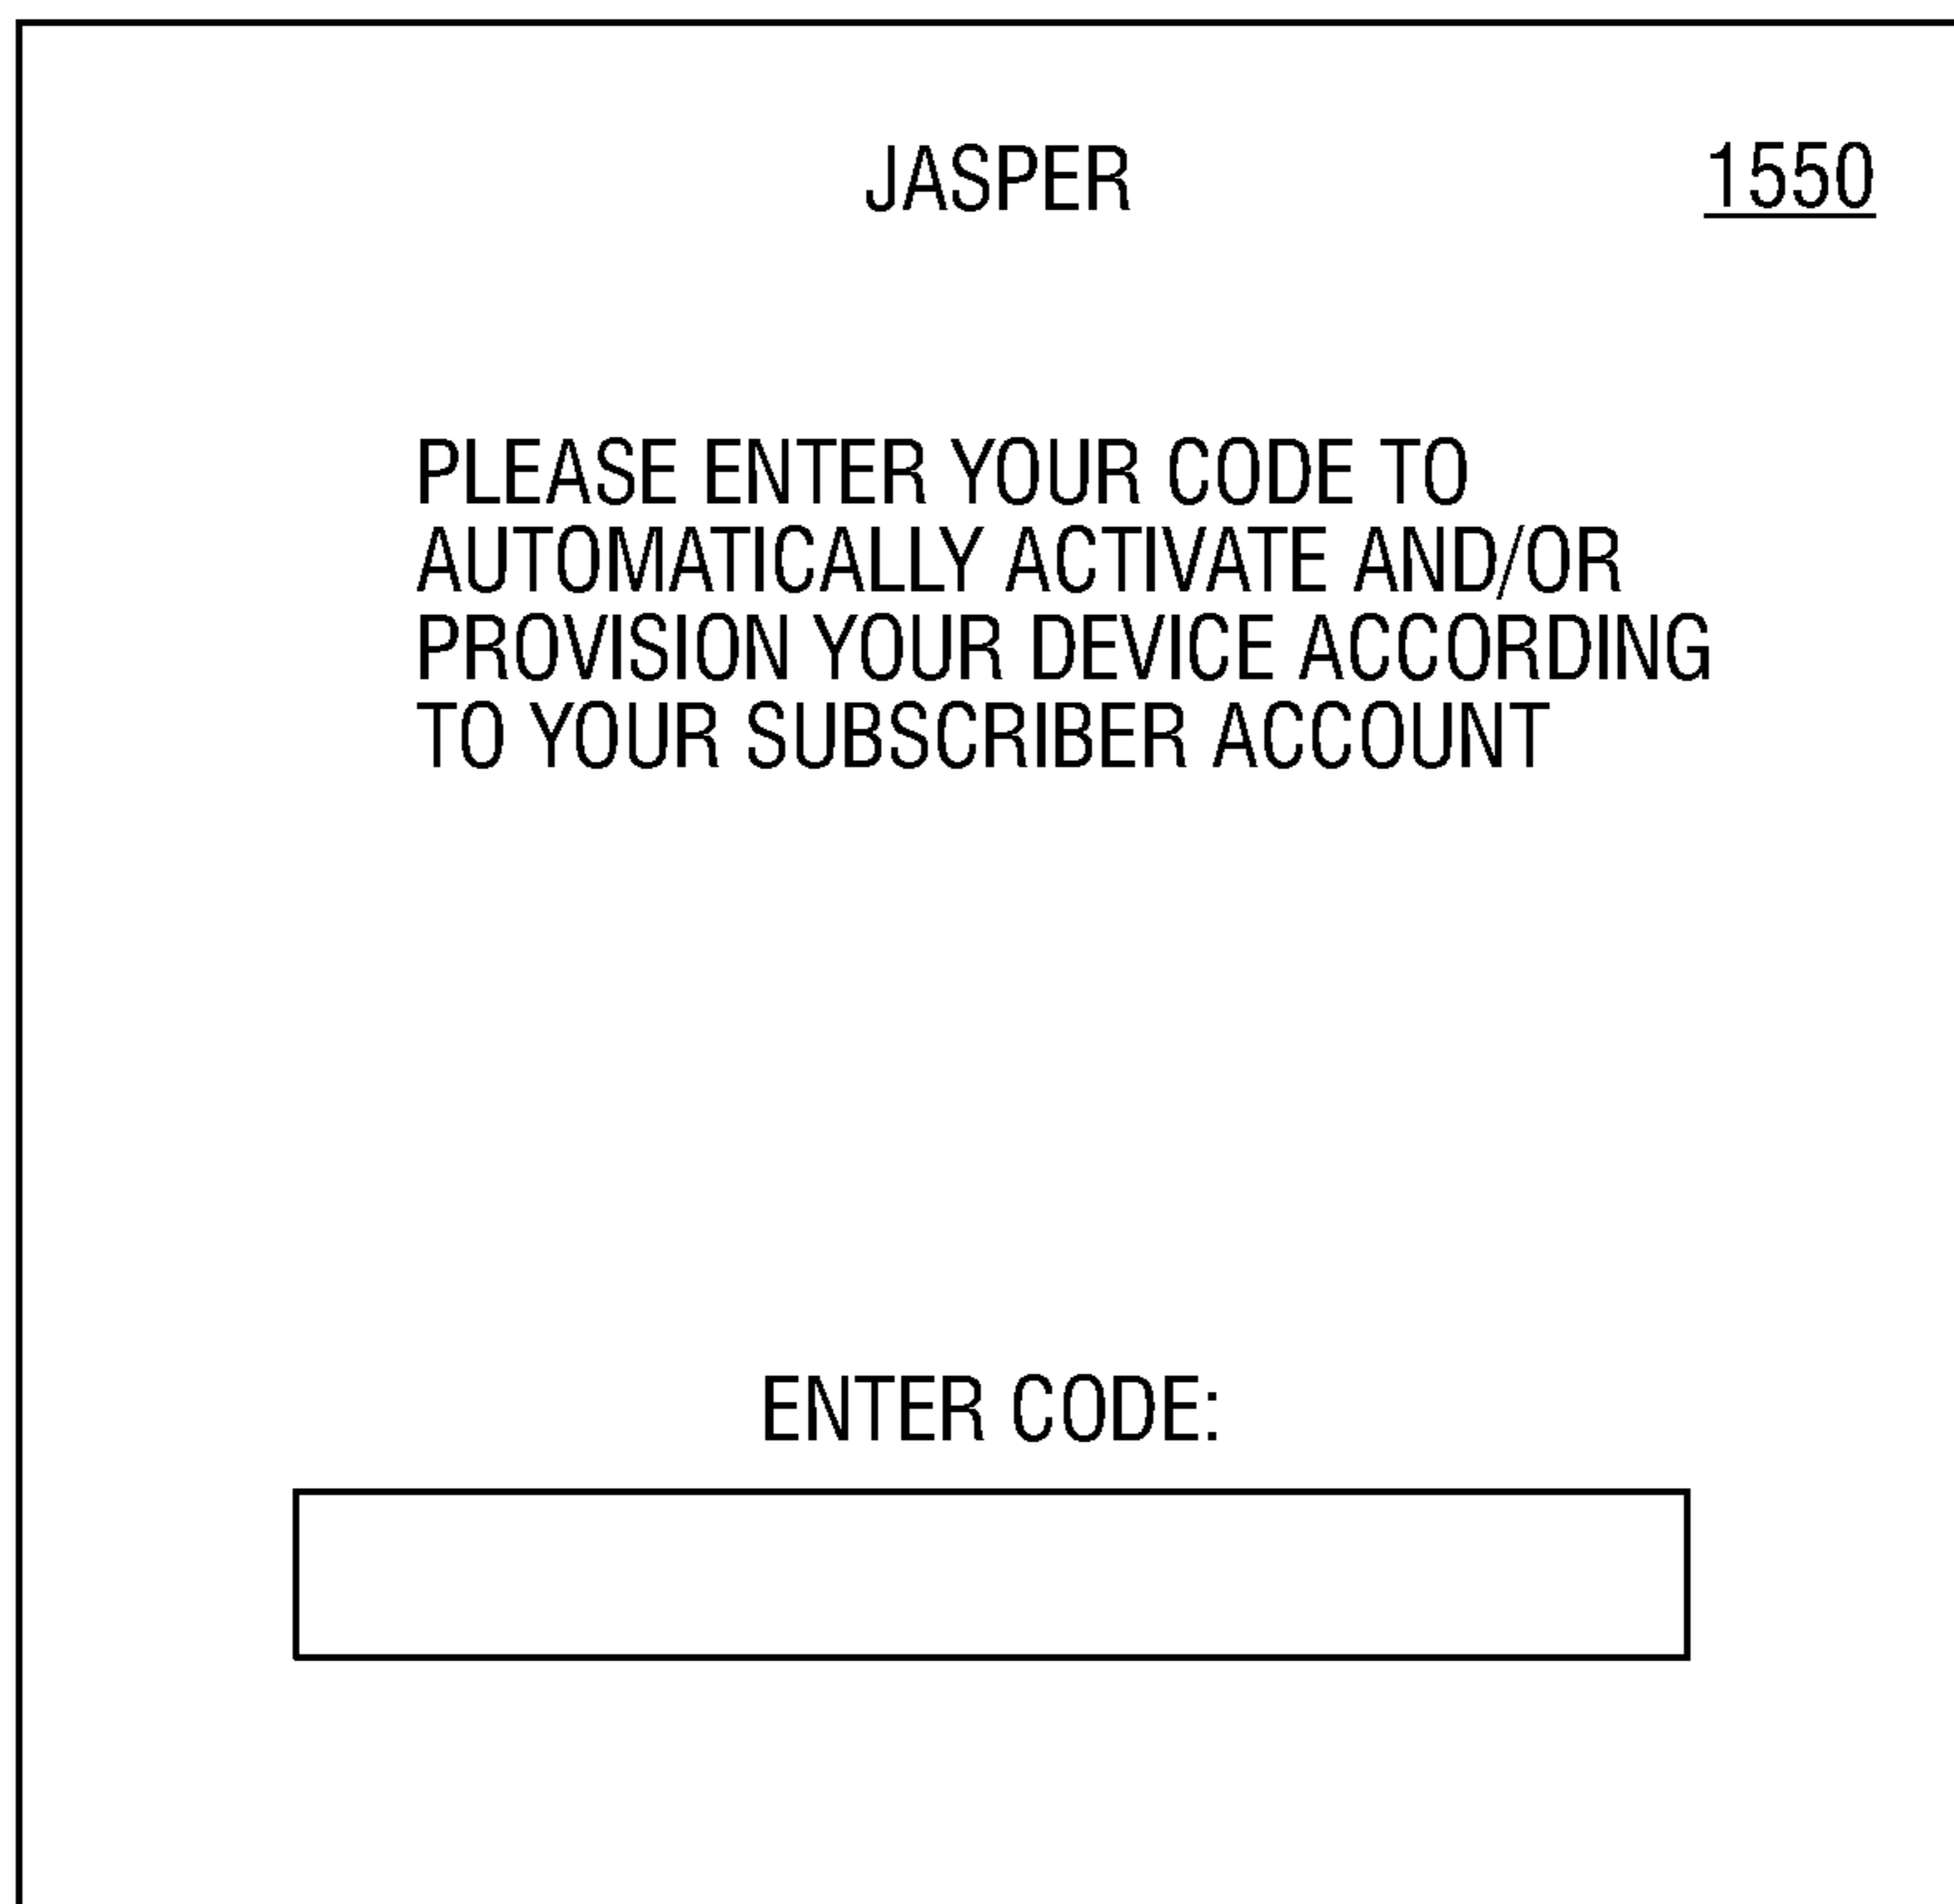 JASPER 1550
PLEASE ENTER YOUR CODE TO
AUTOMATICALLY ACTIVATE AND/OR
PROVISION YOUR DEVICE ACCORDING
TO YOUR SUBSCRIBER ACCOUNT
ENTER CODE: